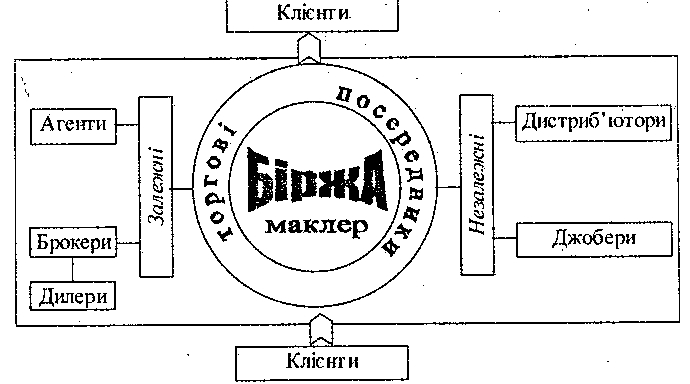 Клієнти
торгові посередники
Агенти
Залежні
Брокери
Дилери
БІРЖА
маклер
Незалежні
Дистриб’ютори
Джобери
Клієнти